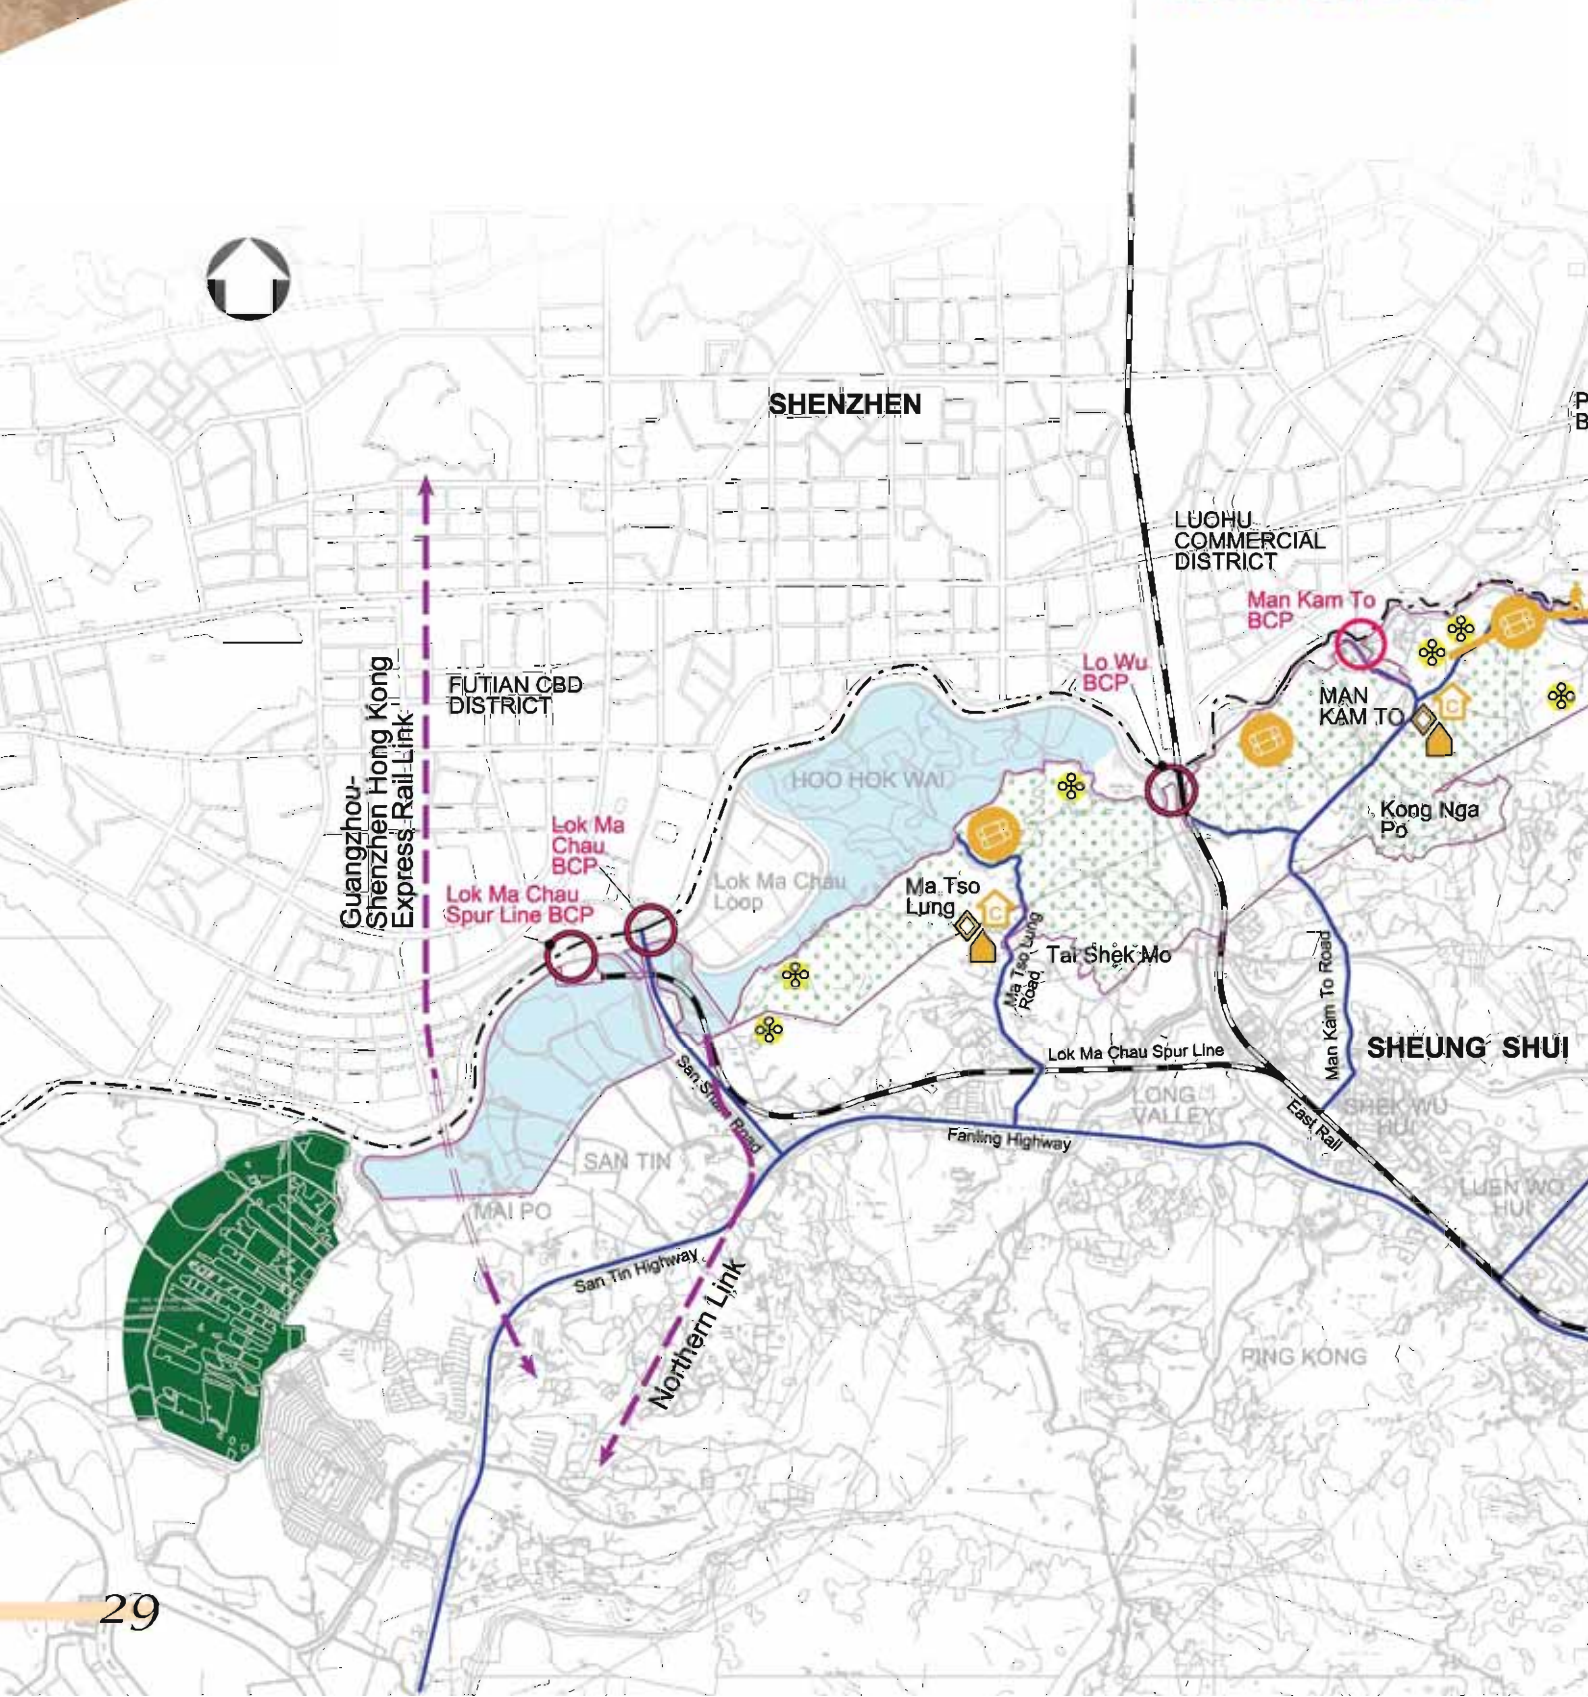 SHENZHEN
LUOHU
COMMERCIAL
DISTRICT
Man Kam To
BCP
Lo Wu
BCP
FUTIAN CBD
DISTRICT
MAN
KAM TO
Guangzhou-
Shenzhen Hong Kong
Express Rail Link
HOO HOK WAI
Kong Nga
Po
Lok Ma
Chau
BCP
Lok Ma Chau
Loop
Ma Tso
Lung
Lok Ma Chau
Spur Line BCP
C
C
Tai Shek Mo
Ma Tso Lung
Road
Man Kam To Road
SHEUNG SHUI
Lok Ma Chau Spur Line
LONG
VALLEY
SHEK WU
HUI
East Rail
Fanling Highway
San Sham Road
SAN TIN
LUEN WO
HUI
MAI PO
San Tin Highway
Northern Link
PING KONG
29